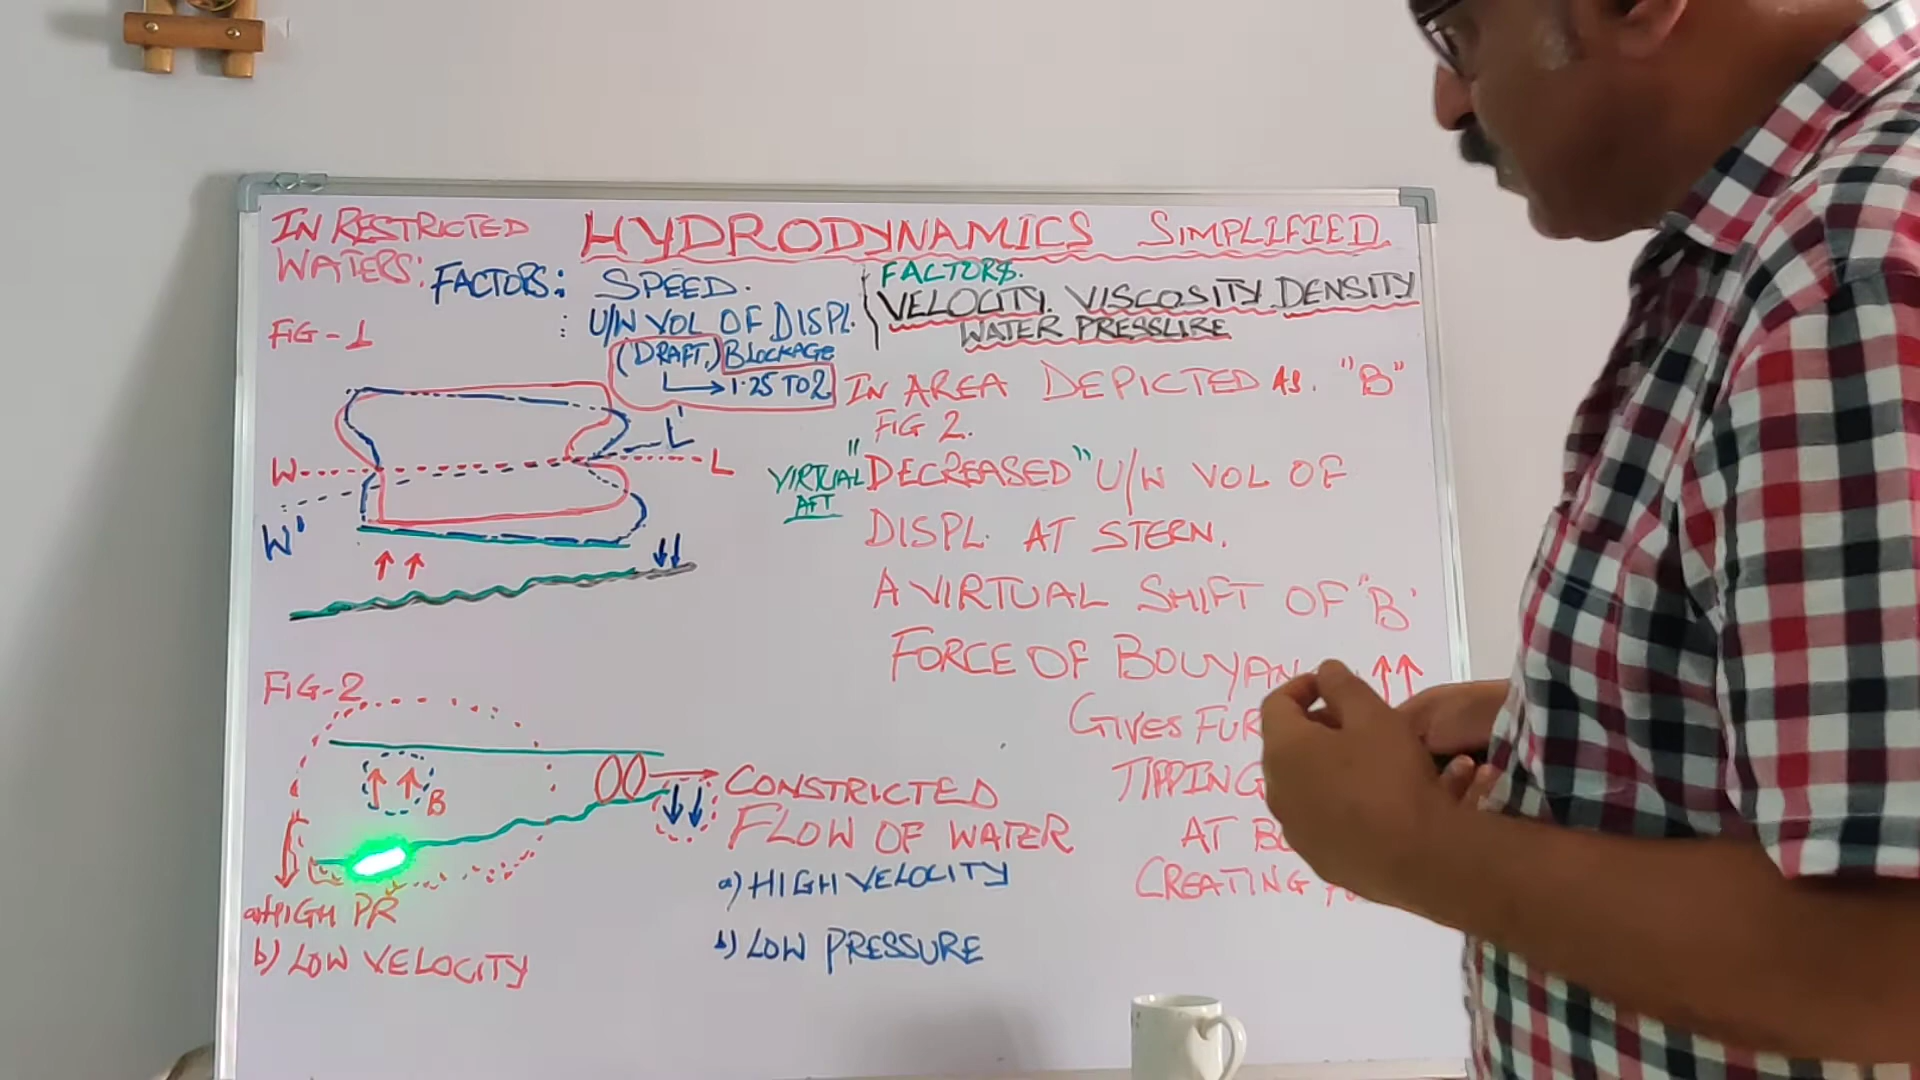 IN RESTRICTED
WATERS:
HYDRODYNAMICS SIMPLIFIED
FACTORS: SPEED.
: U/W VOL OF DISPL.
(DRAFT,) BLOCKAGE
1.25 TO 2
FACTORS.
VELOCITY. VISCOSITY DENSITY
WATER PRESSURE
FIG-1
L'
W L
W'
IN AREA DEPICTED AS. "B"
FIG 2.
VIRTUAL "DECREASED" U/W VOL OF
AFT
DISPL. AT STERN.
A VIRTUAL SHIFT OF "B'
FORCE OF
GIVES
TIPPING
AT
CREATING
FIG-2
B
CONSTRICTED
FLOW OF WATER
a) HIGH VELOCITY
b) LOW PRESSURE
a) HIGH PR
b) LOW VELOCITY